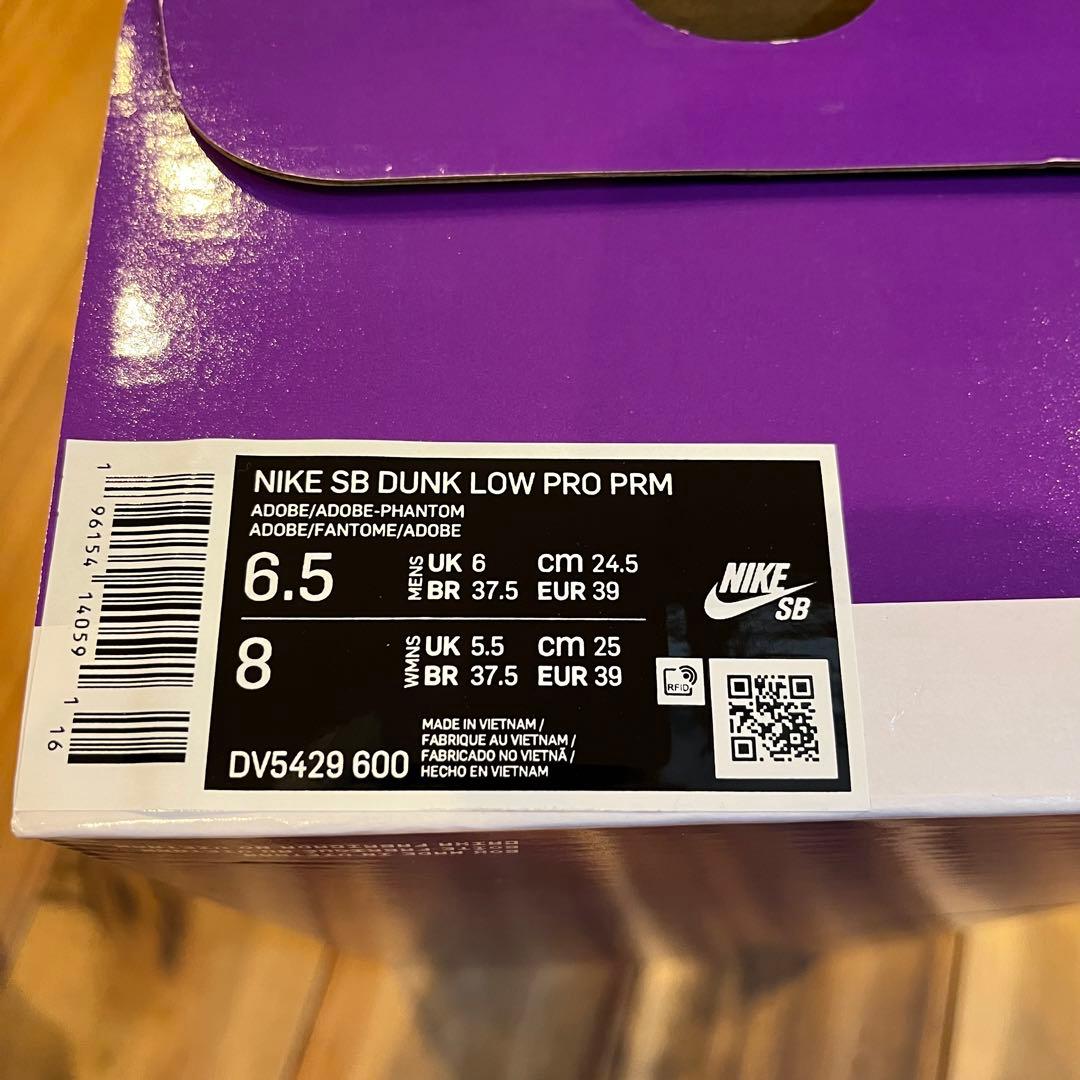 NIKE SB DUNK LOW PRO PRM
ADOBE/ADOBE-PHANTOM
ADOBE/FANTOME/ADOBE
6.5 MENS UK 6 cm 24.5
BR 37.5 EUR 39
8 WMNS UK 5.5 cm 25
BR 37.5 EUR 39
NIKE
SB
RFID
MADE IN VIETNAM /
FABRIQUE AU VIETNAM /
FABRICADO NO VIETNÃ /
HECHO EN VIETNAM
DV5429 600
1 96154 14059 1 16